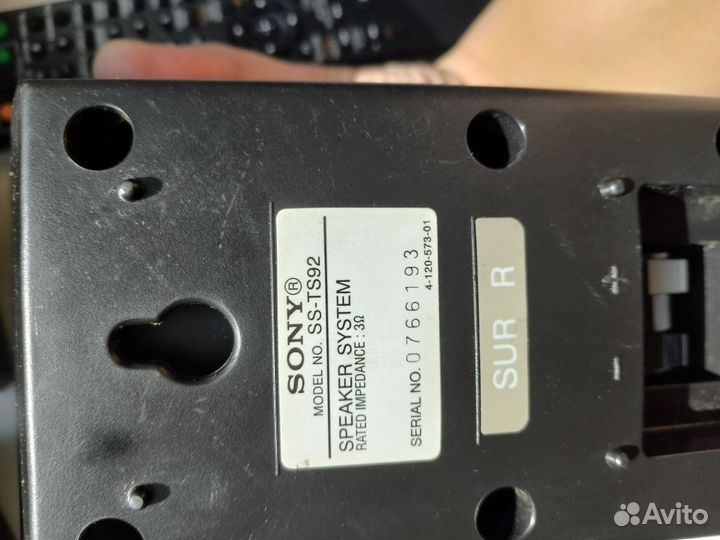 SONY®
MODEL NO. SS-TS92
SPEAKER SYSTEM
RATED IMPEDANCE : 3Ω
SERIAL NO. 0766193
4-120-573-01
SUR R
Avito